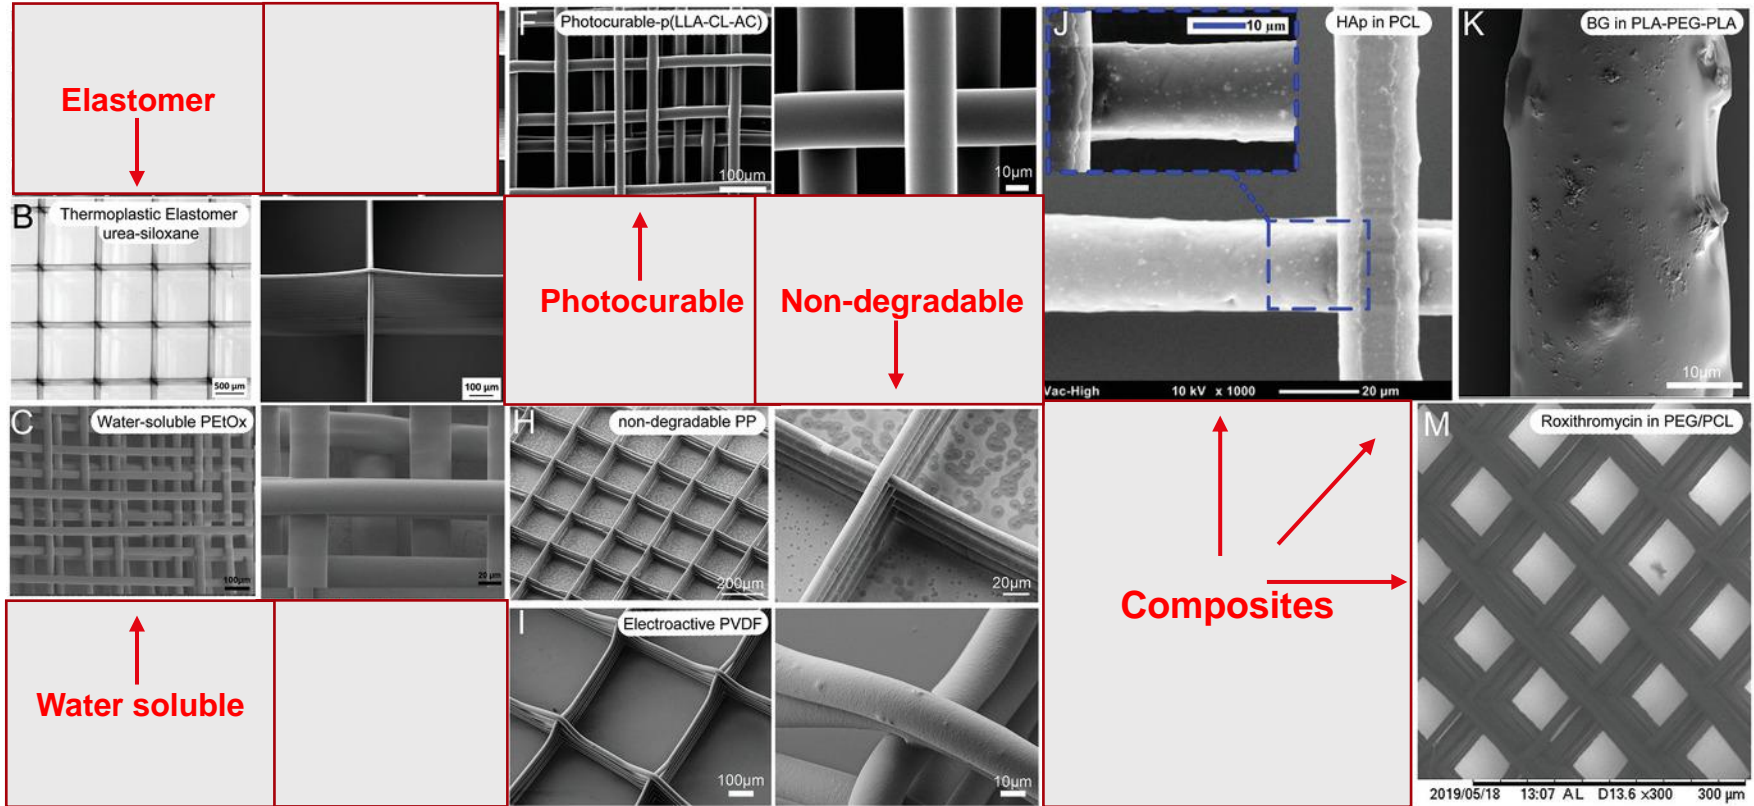 Elastomer
B
Thermoplastic Elastomer
urea-siloxane
500 µm
100 µm
C
Water-soluble PEtOx
100µm
20 µm
Water soluble
F
Photocurable-p(LLA-CL-AC)
100µm
10µm
Photocurable
Non-degradable
H
non-degradable PP
200µm
20µm
I
Electroactive PVDF
100µm
10µm
J
10 µm
HAp in PCL
Vac-High
10 kV x 1000
20 µm
K
BG in PLA-PEG-PLA
10µm
Composites
M
Roxithromycin in PEG/PCL
2019/05/18 13:07 AL D13.6 x300 300 µm